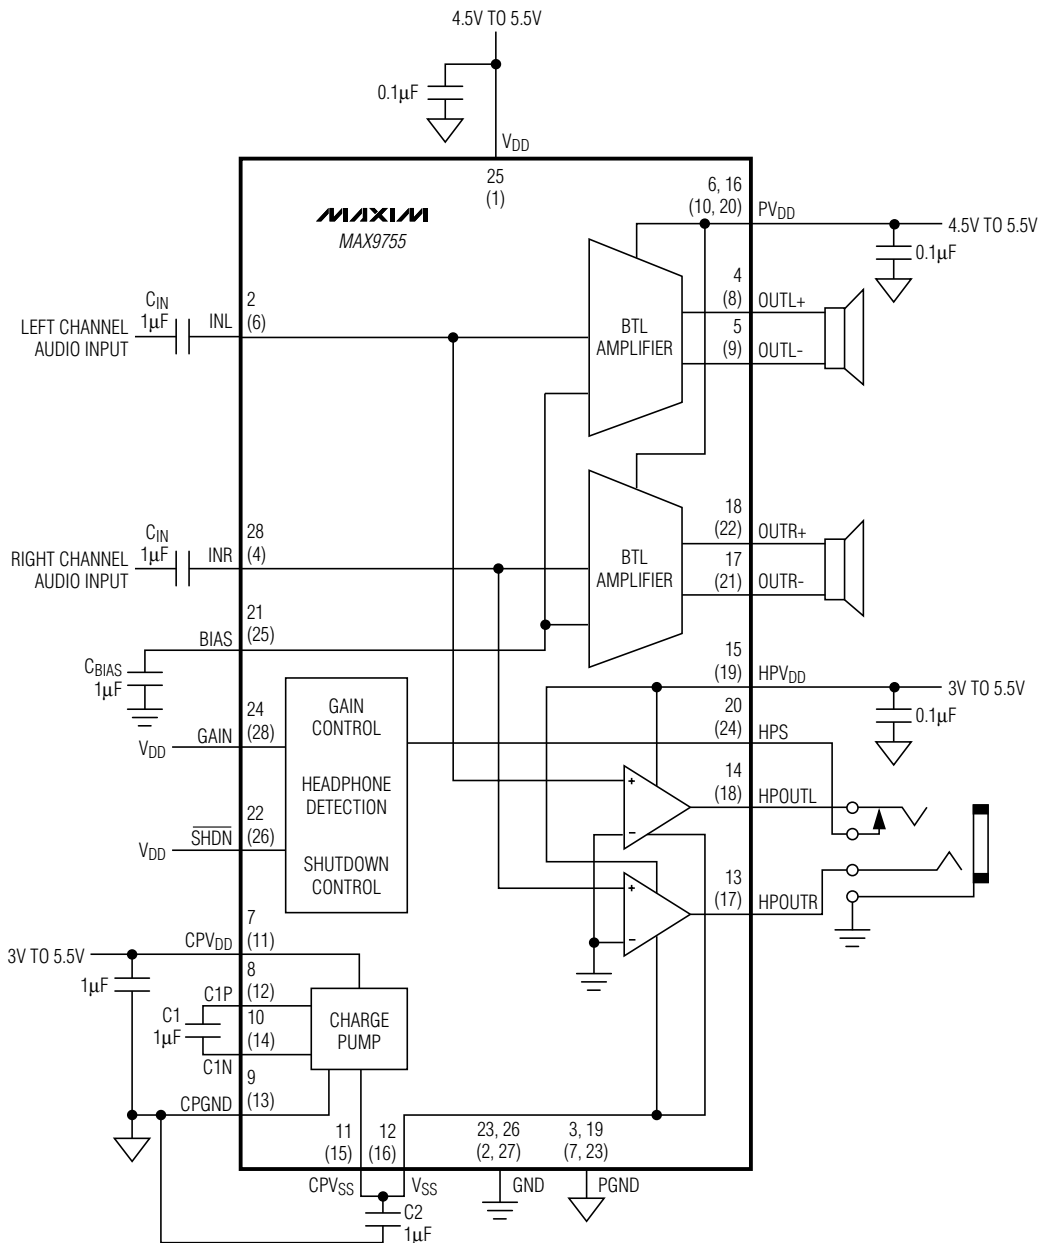 4.5V TO 5.5V
0.1µF
VDD
25
(1)
MAXIM
MAX9755
6, 16
(10, 20)
PVDD
4.5V TO 5.5V
0.1µF
4
(8)
OUTL+
5
(9)
OUTL-
BTL
AMPLIFIER
CIN
1µF
LEFT CHANNEL
AUDIO INPUT
INL
2
(6)
CIN
1µF
RIGHT CHANNEL
AUDIO INPUT
INR
28
(4)
BTL
AMPLIFIER
18
(22)
OUTR+
17
(21)
OUTR-
21
(25)
BIAS
CBIAS
1µF
15
(19)
HPVDD
3V TO 5.5V
0.1µF
24
(28)
VDD
GAIN
GAIN
CONTROL
HEADPHONE
DETECTION
SHUTDOWN
CONTROL
20
(24)
HPS
22
(26)
VDD
SHDN
14
(18)
HPOUTL
+
−
13
(17)
HPOUTR
+
−
7
(11)
CPVDD
3V TO 5.5V
1µF
8
(12)
C1P
C1
1µF
10
(14)
C1N
CHARGE
PUMP
9
(13)
CPGND
11
(15)
CPVSS
12
(16)
VSS
C2
1µF
23, 26
(2, 27)
GND
3, 19
(7, 23)
PGND